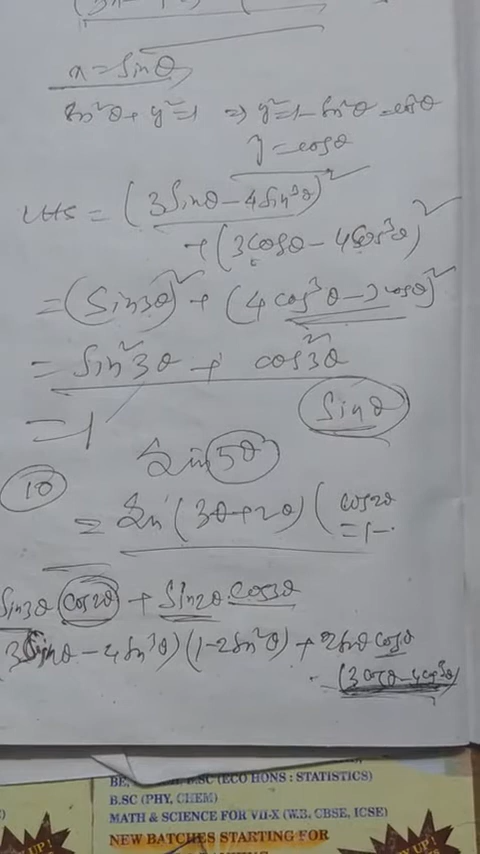 x = sinθ
sin²θ + y² = 1 ⇒ y² = 1 - sin²θ = cos²θ
y = cosθ
LHS = (3sinθ - 4sin³θ)²
+ (3cosθ - 4cos³θ)²
= (sin3θ)² + (4cos³θ - 3cosθ)²
= sin²3θ + cos²3θ
= 1
sinθ
10 sin5θ
= sin(3θ+2θ) (cos2θ
= 1-
sin3θ cos2θ + sin2θ cos3θ
3sinθ - 4sin³θ)(1-2sin²θ) + 2sinθ cosθ
(3cosθ - 4cos³θ)
B.SC (ECO HONS : STATISTICS)
B.SC (PHY, CHEM)
MATH & SCIENCE FOR VII-X (W.B, CBSE, ICSE)
NEW BATCHES STARTING FOR